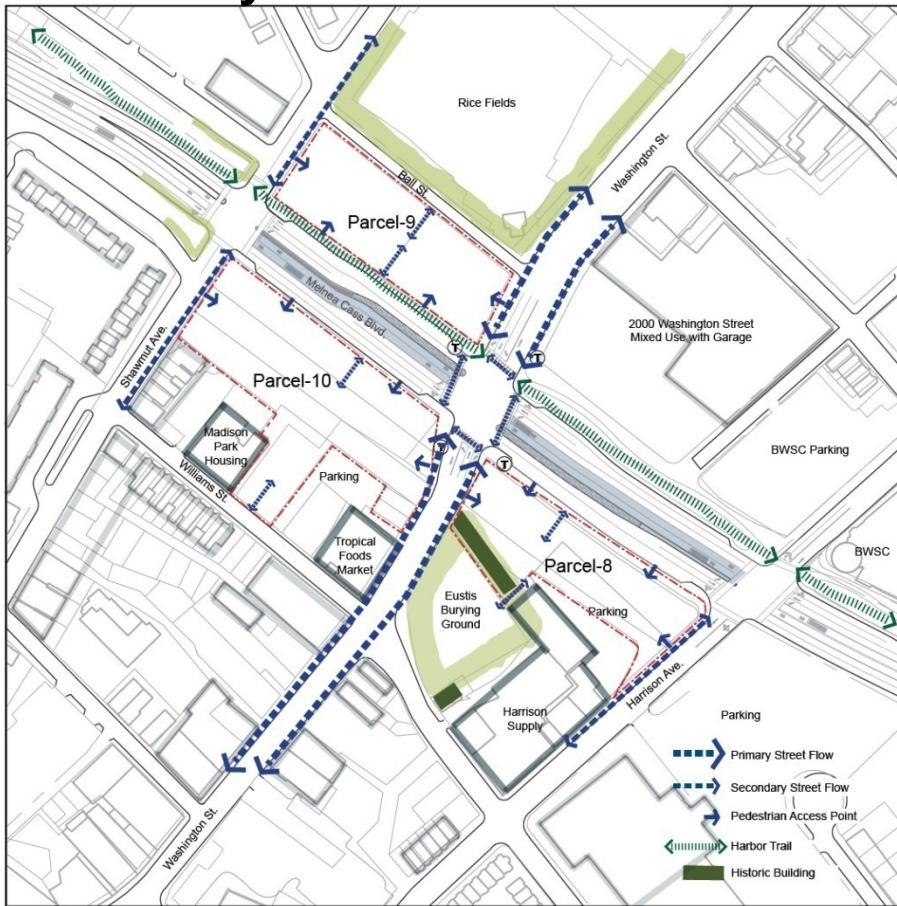 y
Rice Fields
Washington St.
Ball St.
Parcel-9
Melnea Cass Blvd.
2000 Washington Street
Mixed Use with Garage
Shawmut Ave.
T
T
Parcel-10
BWSC Parking
Madison
Park
Housing
T
T
Parking
Williams St.
Tropical
Foods
Market
BWSC
Parcel-8
Eustis
Burying
Ground
Parking
Harrison Ave.
Harrison
Supply
Parking
Primary Street Flow
Secondary Street Flow
Pedestrian Access Point
Washington St.
Harbor Trail
Historic Building